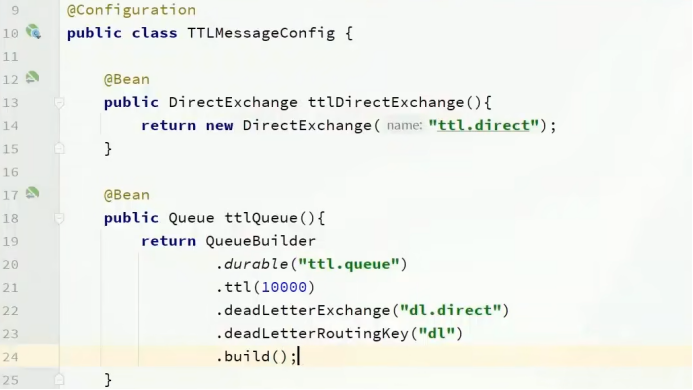 9 @Configuration
10 public class TTLMessageConfig {
11
12 @Bean
13 public DirectExchange ttlDirectExchange(){
14 return new DirectExchange( name: "ttl.direct");
15 }
16
17 @Bean
18 public Queue ttlQueue(){
19 return QueueBuilder
20 .durable("ttl.queue")
21 .ttl(10000)
22 .deadLetterExchange("dl.direct")
23 .deadLetterRoutingKey("dl")
24 .build();
25 }